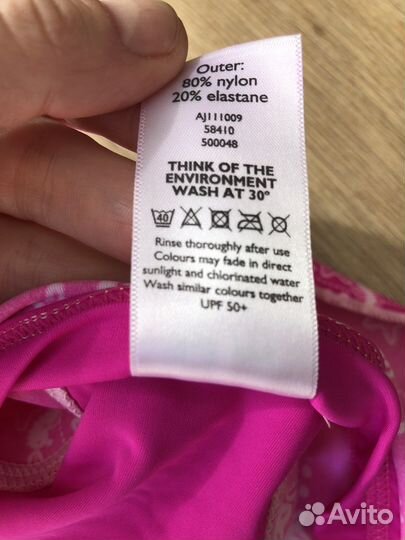 Outer:
80% nylon
20% elastane
AJ111009
58410
500048
THINK OF THE
ENVIRONMENT
WASH AT 30°
40
Rinse thoroughly after use
Colours may fade in direct
sunlight and chlorinated water
Wash similar colours together
UPF 50+
Avito